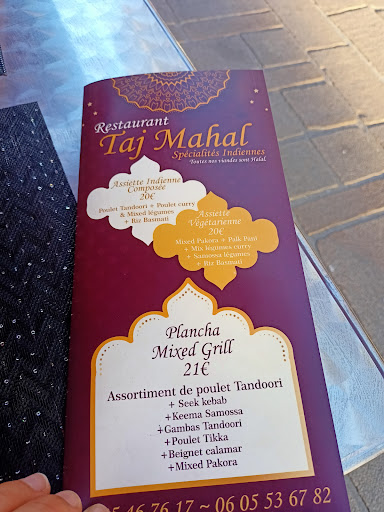 Restaurant
Taj Mahal
Spécialités Indiennes
Toutes nos viandes sont Halal
Assiette Indienne
Composée
20€
Poulet Tandoori + Poulet curry
& Mixed légumes
+ Riz Basmati
Assiette
Végétarienne
20€
Mixed Pakora + Palk Pani
+ Mix légumes curry
+ Samossa légumes
+ Riz Basmati
Plancha
Mixed Grill
21€
Assortiment de poulet Tandoori
+ Seek kebab
+Keema Samossa
+Gambas Tandoori
+Poulet Tikka
+Beignet calamar
+Mixed Pakora
5 46 76 17 ~ 06 05 53 67 82